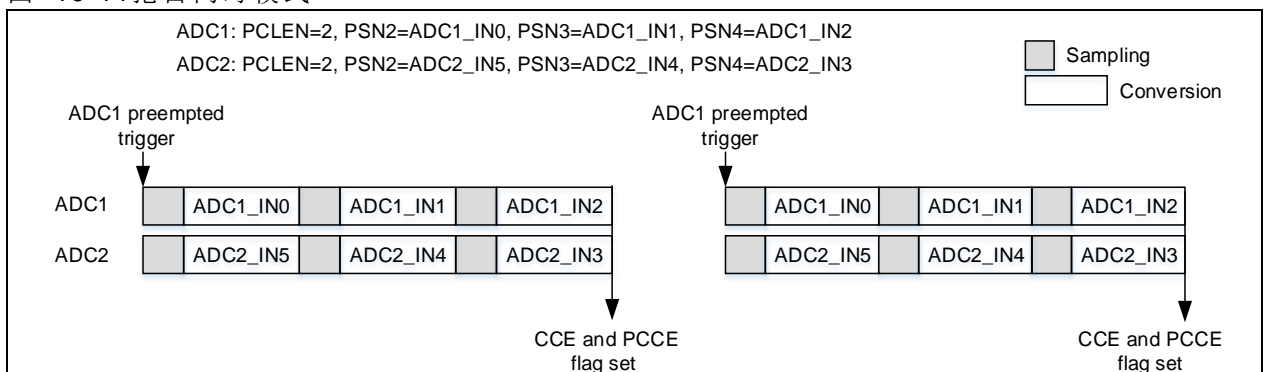 ADC1: PCLEN=2, PSN2=ADC1_IN0, PSN3=ADC1_IN1, PSN4=ADC1_IN2
ADC2: PCLEN=2, PSN2=ADC2_IN5, PSN3=ADC2_IN4, PSN4=ADC2_IN3
Sampling
Conversion
ADC1 preempted
trigger
ADC1 preempted
trigger
ADC1 ADC1_IN0 ADC1_IN1 ADC1_IN2 ADC1_IN0 ADC1_IN1 ADC1_IN2
ADC2 ADC2_IN5 ADC2_IN4 ADC2_IN3 ADC2_IN5 ADC2_IN4 ADC2_IN3
CCE and PCCE
flag set
CCE and PCCE
flag set